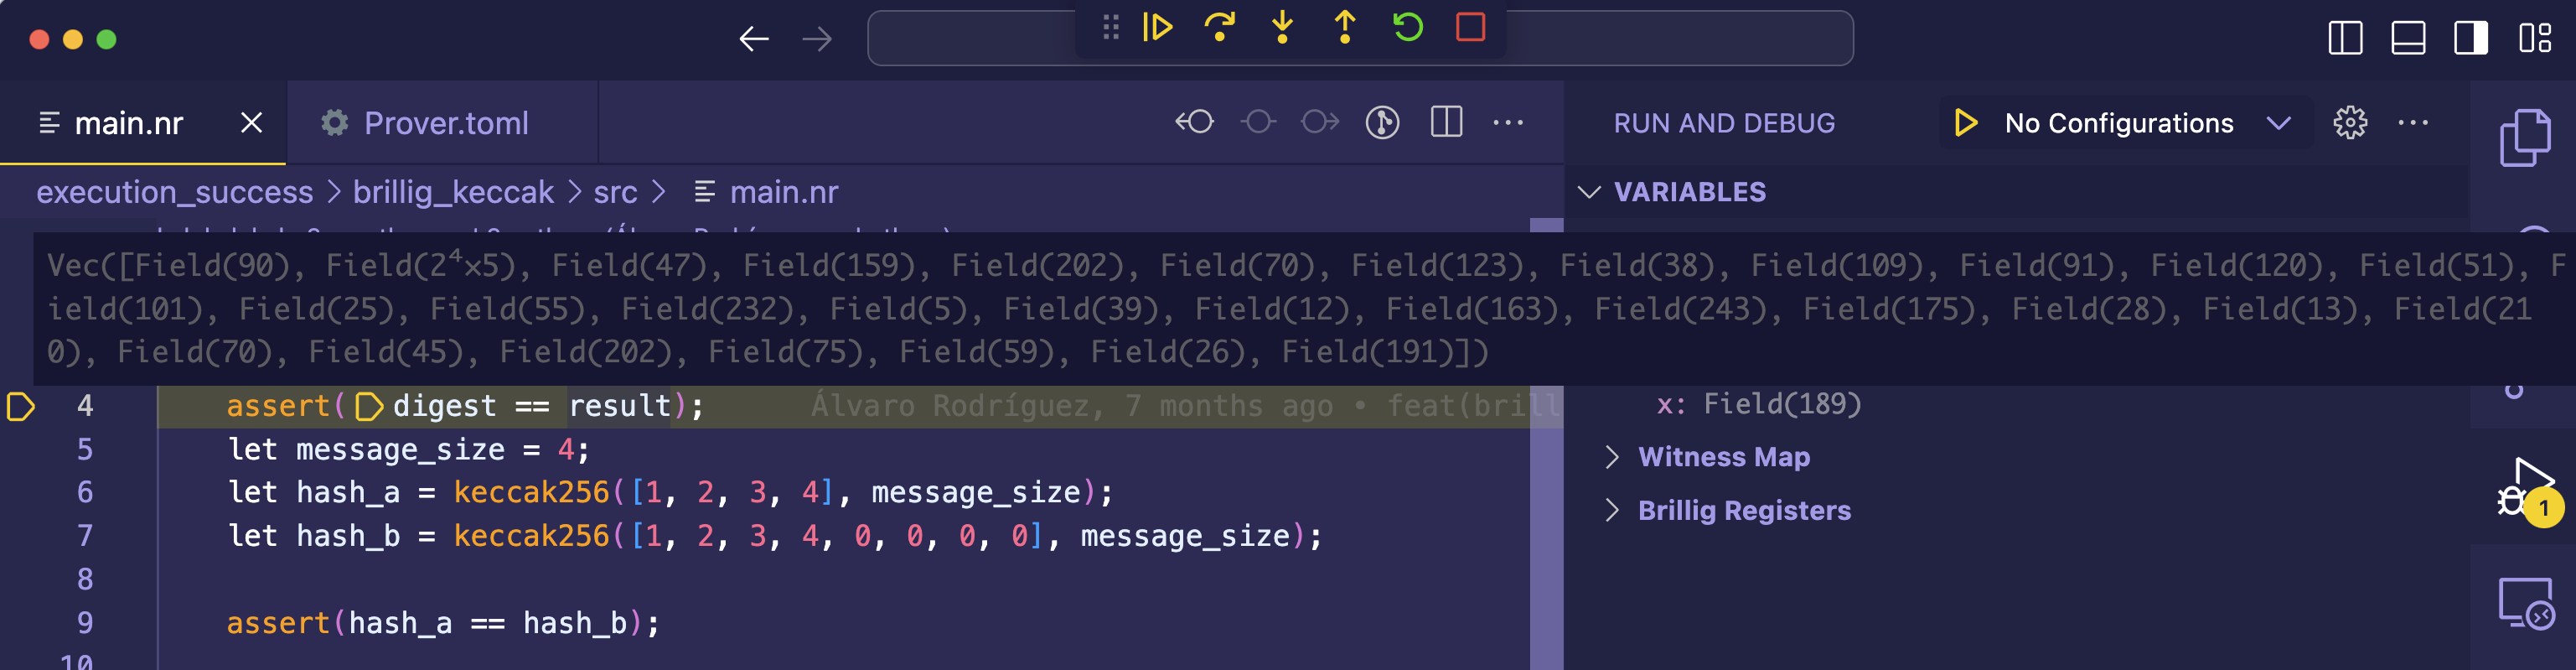 main.nr
Prover.toml
RUN AND DEBUG
No Configurations
execution_success > brillig_keccak > src > main.nr
VARIABLES
Vec([Field(90), Field(2⁴×5), Field(47), Field(159), Field(202), Field(70), Field(123), Field(38), Field(109), Field(91), Field(120), Field(51), F
ield(101), Field(25), Field(55), Field(232), Field(5), Field(39), Field(12), Field(163), Field(243), Field(175), Field(28), Field(13), Field(21
0), Field(70), Field(45), Field(202), Field(75), Field(59), Field(26), Field(191)])
4 assert( digest == result); Álvaro Rodríguez, 7 months ago • feat(brill
x: Field(189)
5 let message_size = 4;
Witness Map
6 let hash_a = keccak256([1, 2, 3, 4], message_size);
Brillig Registers
7 let hash_b = keccak256([1, 2, 3, 4, 0, 0, 0, 0], message_size);
1
8
9 assert(hash_a == hash_b);
10